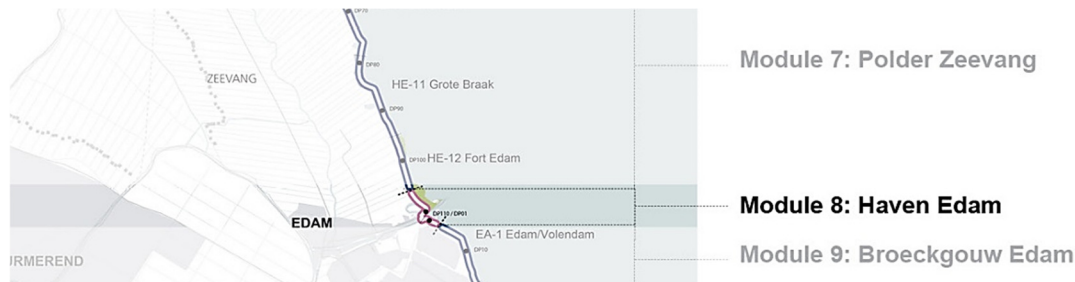 DP70
Module 7: Polder Zeevang
DP80
ZEEVANG
HE-11 Grote Braak
DP90
DP100
HE-12 Fort Edam
Module 8: Haven Edam
DP110 / DP01
EDAM
EA-1 Edam/Volendam
DP10
Module 9: Broeckgouw Edam
URMEREND